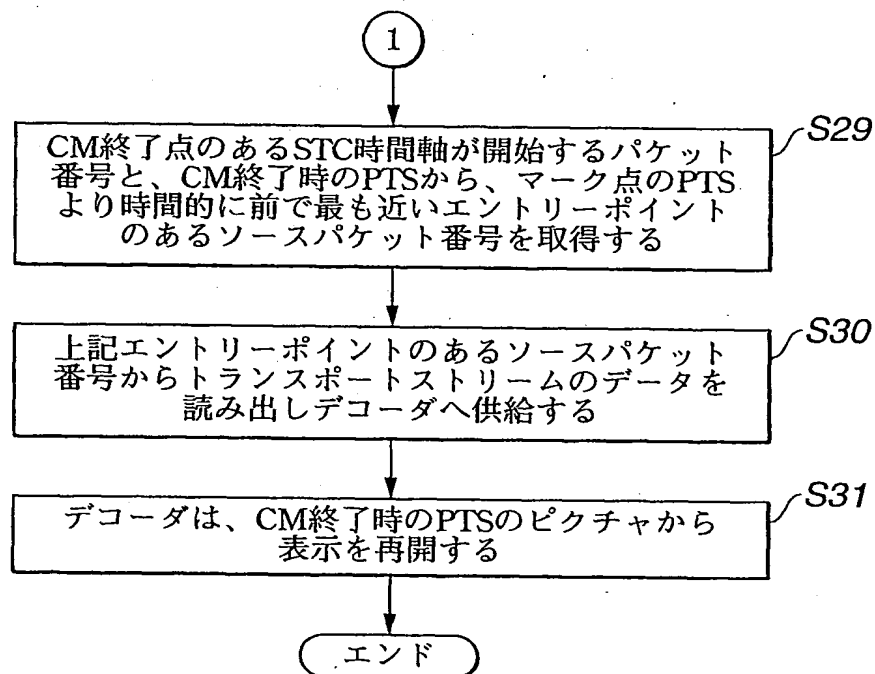 1
S29
CM終了点のあるSTC時間軸が開始するパケット
番号と、CM終了時のPTSから、マーク点のPTS
より時間的に前で最も近いエントリーポイント
のあるソースパケット番号を取得する
S30
上記エントリーポイントのあるソースパケット
番号からトランスポートストリームのデータを
読み出しデコーダへ供給する
S31
デコーダは、CM終了時のPTSのピクチャから
表示を再開する
エンド